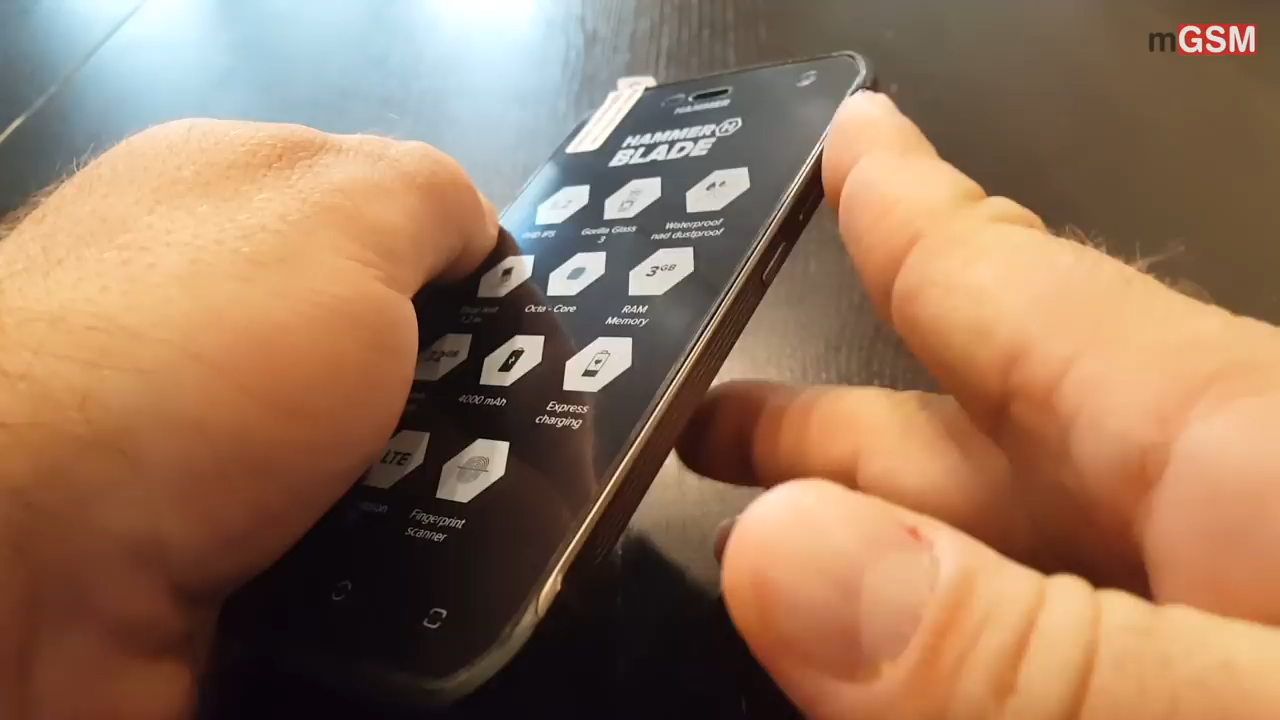 mGSM
HAMMER
HAMMER H
BLADE
Gorilla Glass
3
Waterproof
nad dustproof
3GB
Octa - Core
RAM
Memory
4000 mAh
Express
charging
LTE
Fingerprint
scanner